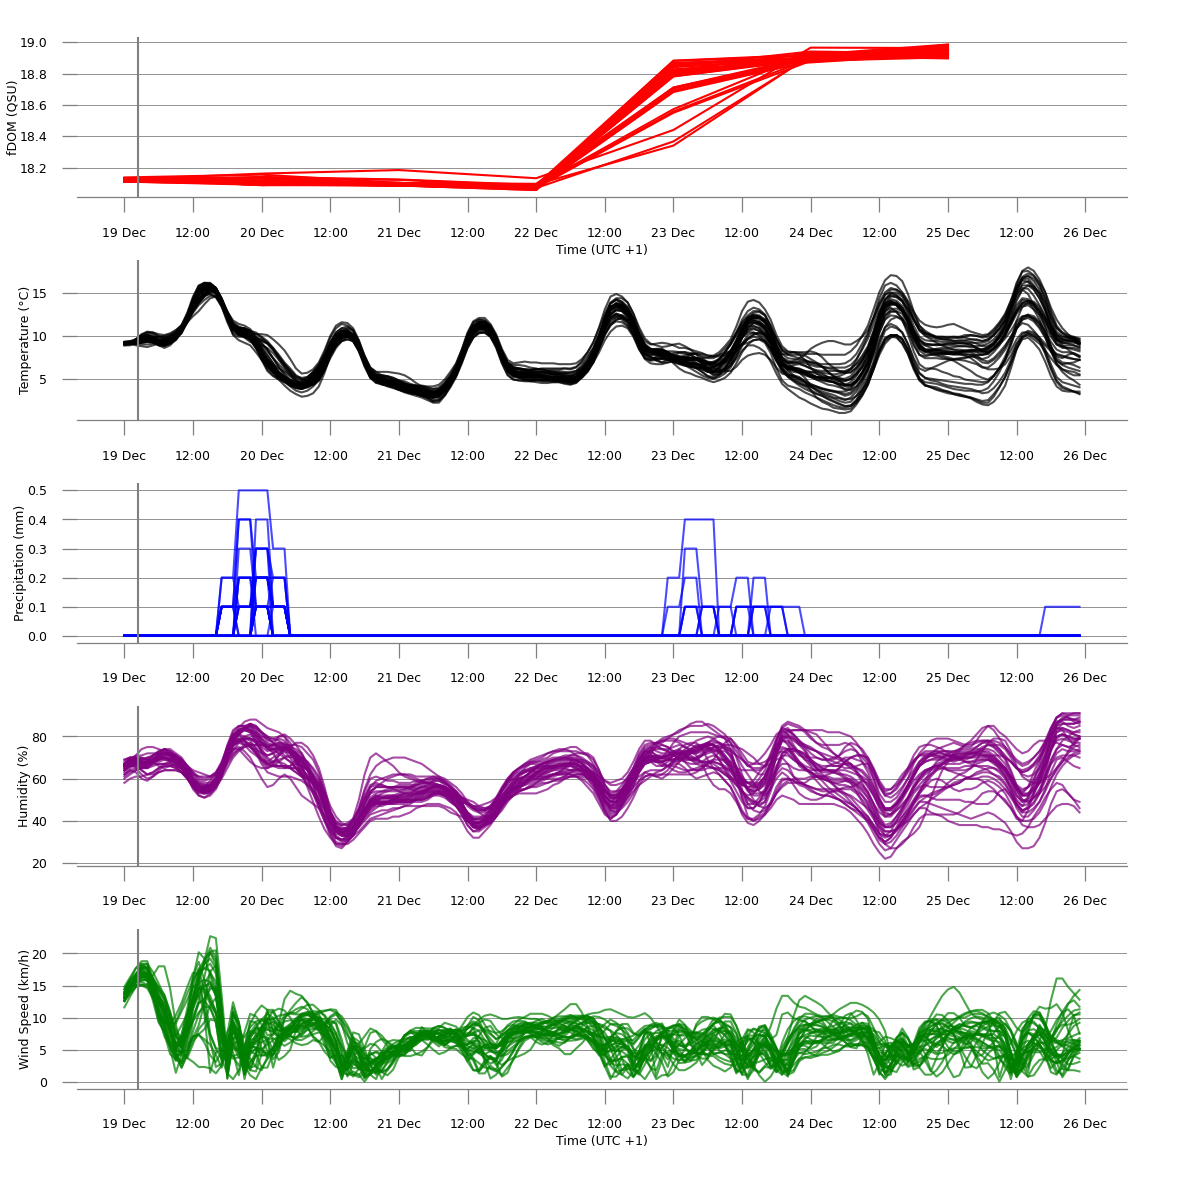 19.0
18.8
18.6
18.4
18.2
fDOM (QSU)
19 Dec 12:00 20 Dec 12:00 21 Dec 12:00 22 Dec 12:00 23 Dec 12:00 24 Dec 12:00 25 Dec 12:00 26 Dec
Time (UTC +1)
15
10
5
Temperature (°C)
19 Dec 12:00 20 Dec 12:00 21 Dec 12:00 22 Dec 12:00 23 Dec 12:00 24 Dec 12:00 25 Dec 12:00 26 Dec
0.5
0.4
0.3
0.2
0.1
0.0
Precipitation (mm)
19 Dec 12:00 20 Dec 12:00 21 Dec 12:00 22 Dec 12:00 23 Dec 12:00 24 Dec 12:00 25 Dec 12:00 26 Dec
80
60
40
20
Humidity (%)
19 Dec 12:00 20 Dec 12:00 21 Dec 12:00 22 Dec 12:00 23 Dec 12:00 24 Dec 12:00 25 Dec 12:00 26 Dec
20
15
10
5
0
Wind Speed (km/h)
19 Dec 12:00 20 Dec 12:00 21 Dec 12:00 22 Dec 12:00 23 Dec 12:00 24 Dec 12:00 25 Dec 12:00 26 Dec
Time (UTC +1)